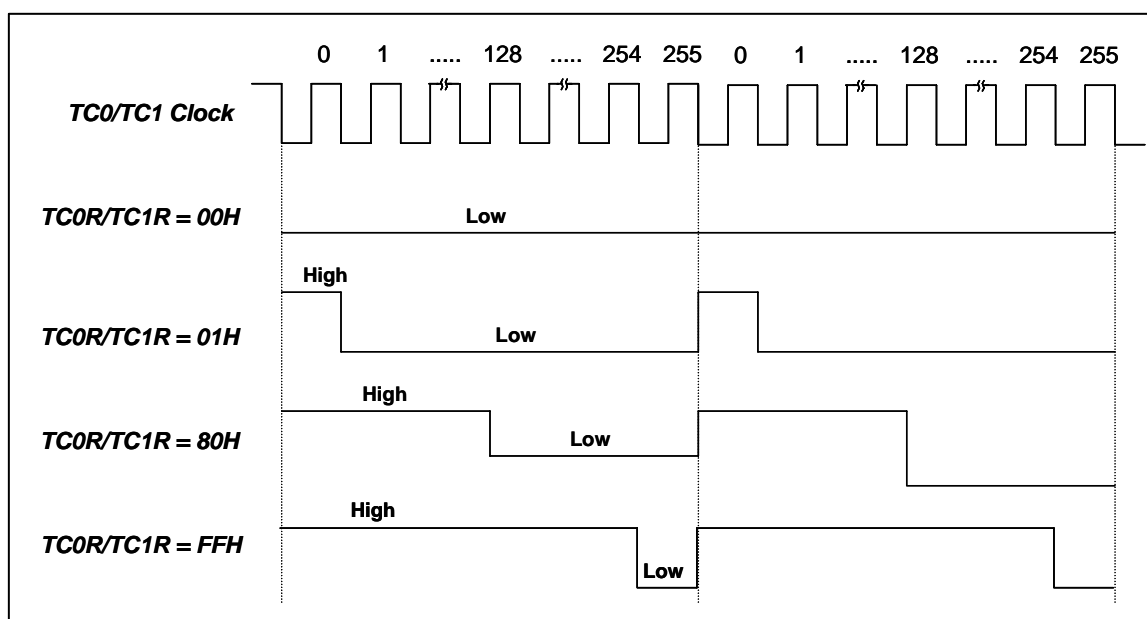 0 1 ..... 128 ..... 254 255 0 1 ..... 128 ..... 254 255
TC0/TC1 Clock
TC0R/TC1R = 00H
Low
High
TC0R/TC1R = 01H
Low
High
TC0R/TC1R = 80H
Low
High
TC0R/TC1R = FFH
Low